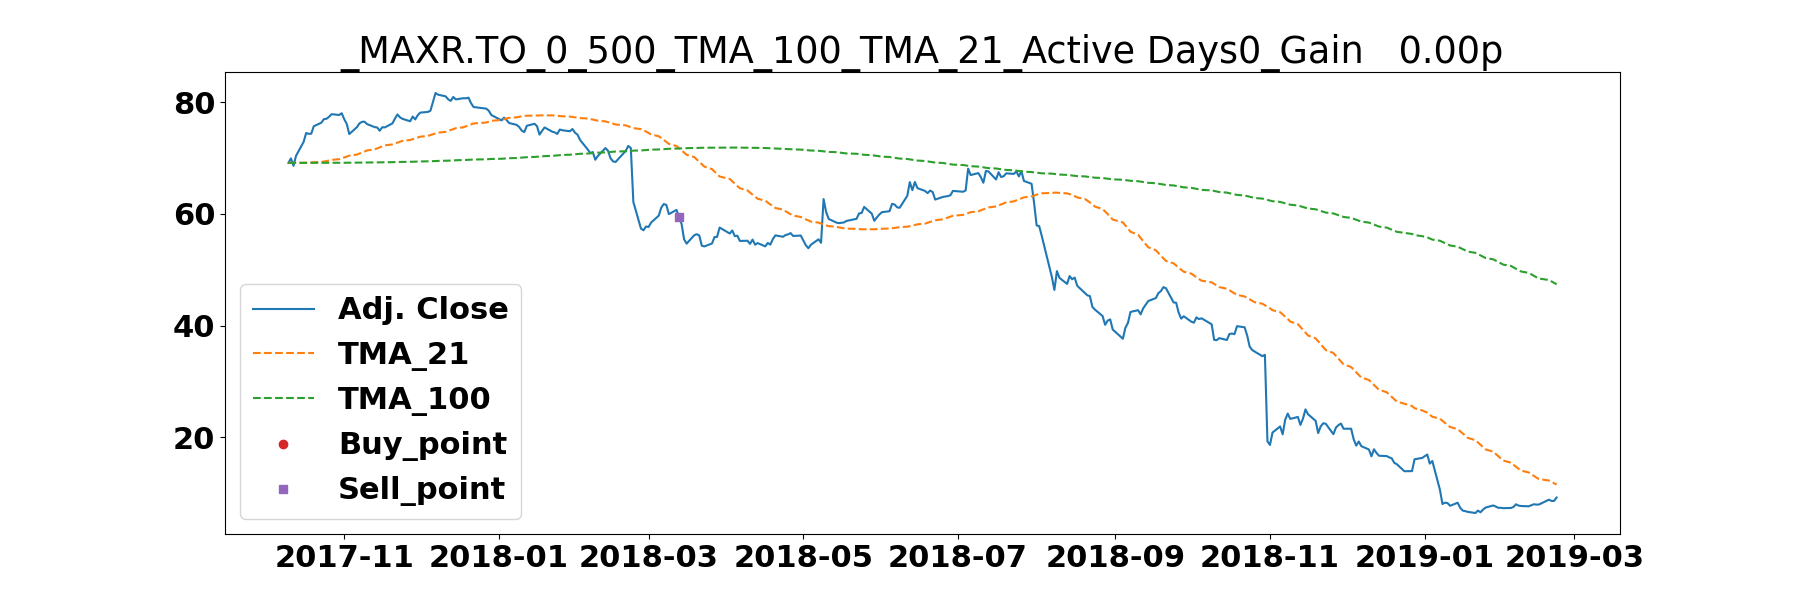 _MAXR.TO_0_500_TMA_100_TMA_21_Active Days0_Gain   0.00p
80
60
40
20
Adj. Close
TMA_21
TMA_100
Buy_point
Sell_point
2017-11 2018-01 2018-03 2018-05 2018-07 2018-09 2018-11 2019-01 2019-03